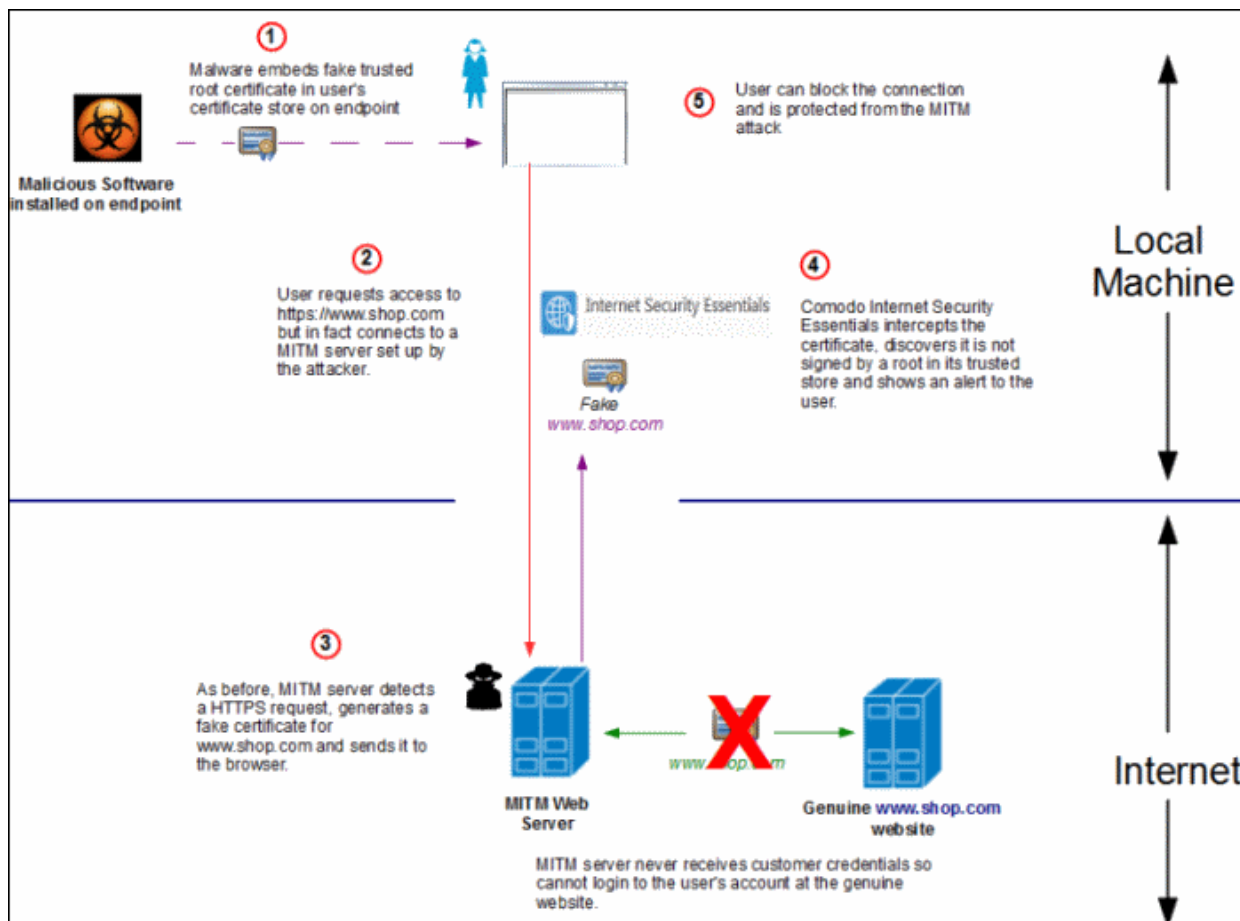 1
Malware embeds fake trusted
root certificate in user's
certificate store on endpoint
Malicious Software
installed on endpoint
5
User can block the connection
and is protected from the MITM
attack
Local
Machine
2
User requests access to
https://www.shop.com
but in fact connects to a
MITM server set up by
the attacker.
Internet Security Essentials
Fake
www.shop.com
4
Comodo Internet Security
Essentials intercepts the
certificate, discovers it is not
signed by a root in its trusted
store and shows an alert to the
user.
3
As before, MITM server detects
a HTTPS request, generates a
fake certificate for
www.shop.com and sends it to
the browser.
MITM Web
Server
X
www.shop.com
Genuine www.shop.com
website
Internet
MITM server never receives customer credentials so
cannot login to the user's account at the genuine
website.